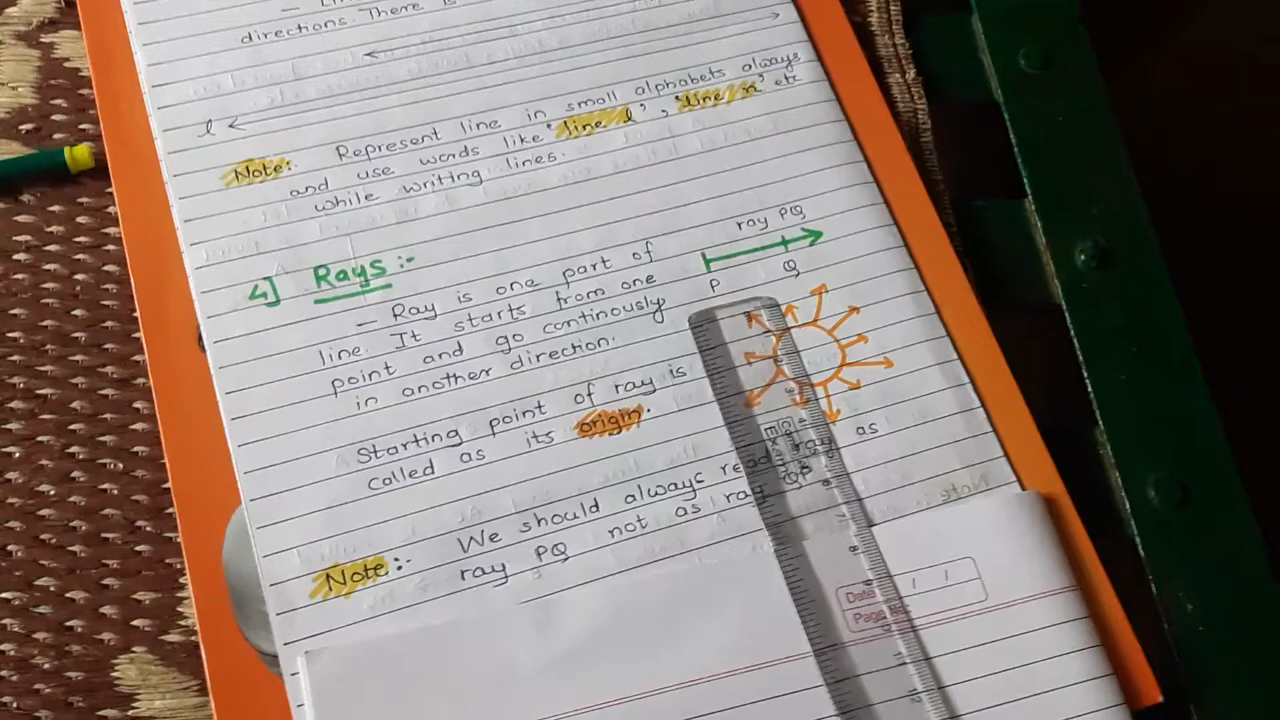 directions. There is
l
Note:- Represent line in small alphabets always
and use words like 'line l', 'line n' etc
while writing lines.
4] Rays :-
ray PQ
P Q
— Ray is one part of
line. It starts from one
point and go continously
in another direction.
Starting point of ray is
called as its origin.
Note:- We should always read ray as
ray PQ not as ray QP
Date / /
Page No.